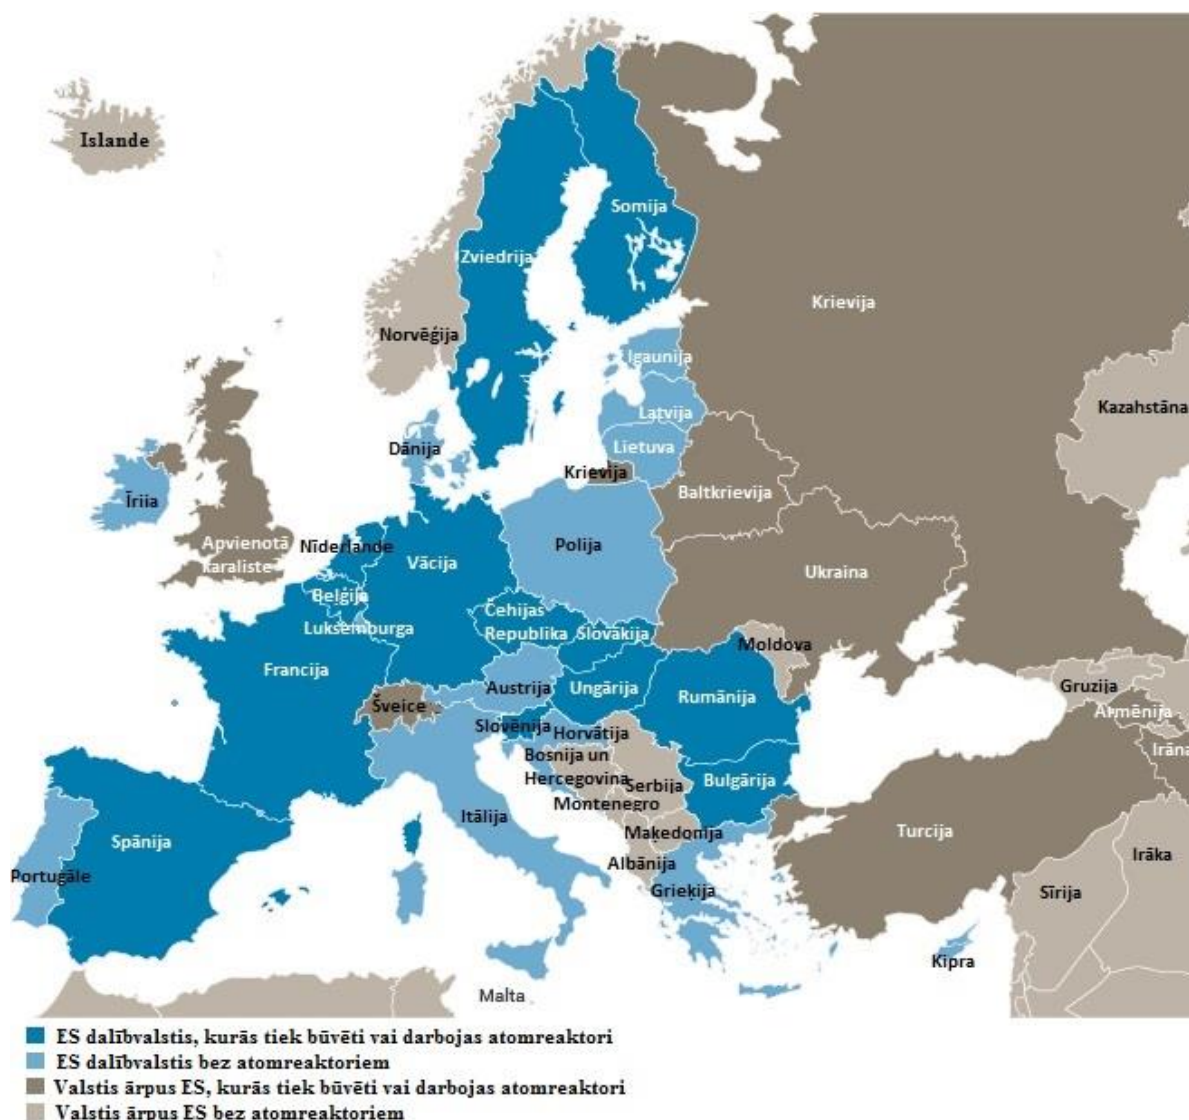 Islande
Somija
Zviedrija
Krievija
Norvēģija
Igaunija
Kazahstāna
Latvija
Dānija
Lietuva
Krievija
Baltkrievija
Īriia
Apvienotā
karaliste
Nīderlande
Polija
Vācija
Ukraina
Beļģija
Čehijas
Republika
Luksemburga
Slovākija
Moldova
Francija
Austrija
Ungārija
Rumānija
Gruzija
Šveice
Armēnija
Slovēnija
Horvātija
Irāna
Bosnija un
Hercegovina
Serbija
Bulgārija
Montenegro
Itālija
Maķedonija
Turcija
Spānija
Irāka
Albānija
Portugāle
Grieķija
Sīrija
Kipra
Malta
ES dalībvalstis, kurās tiek būvēti vai darbojas atomreaktori
ES dalībvalstis bez atomreaktoriem
Valstis ārpus ES, kurās tiek būvēti vai darbojas atomreaktori
Valstis ārpus ES bez atomreaktoriem